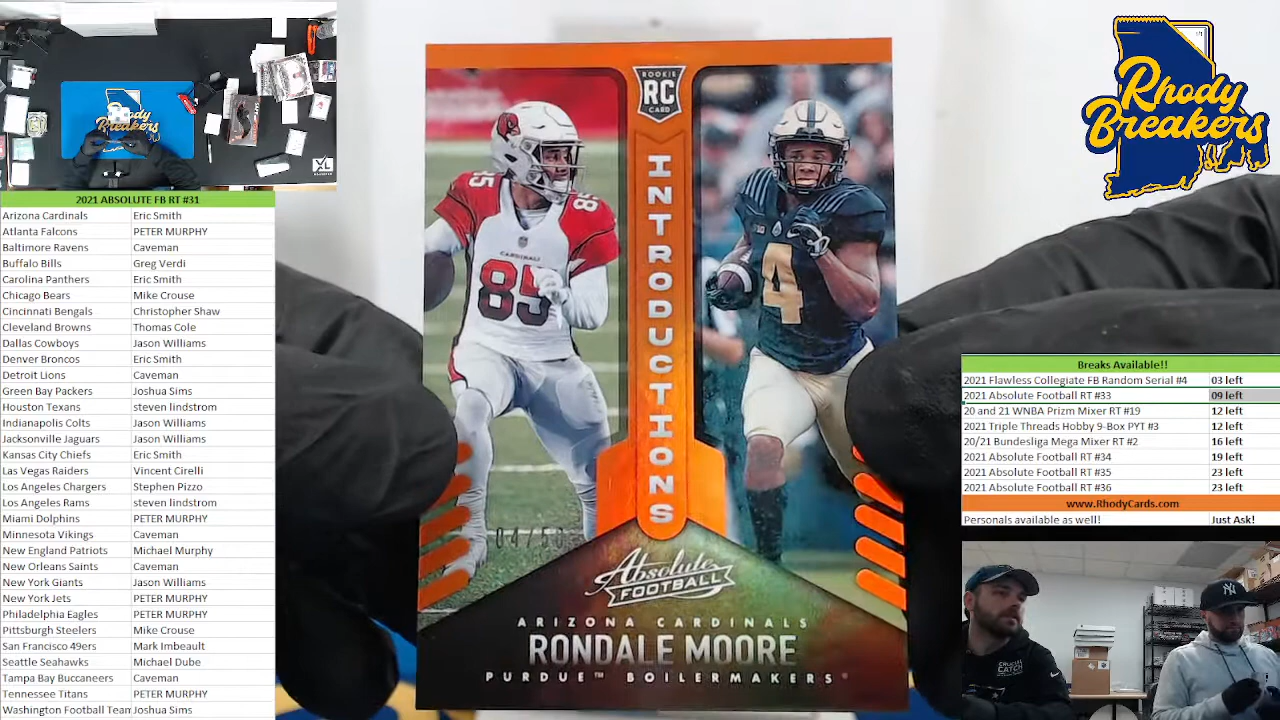 2021 ABSOLUTE FB RT #31
Arizona Cardinals Eric Smith
Atlanta Falcons PETER MURPHY
Baltimore Ravens Caveman
Buffalo Bills Greg Verdi
Carolina Panthers Eric Smith
Chicago Bears Mike Crouse
Cincinnati Bengals Christopher Shaw
Cleveland Browns Thomas Cole
Dallas Cowboys Jason Williams
Denver Broncos Eric Smith
Detroit Lions Caveman
Green Bay Packers Joshua Sims
Houston Texans steven lindstrom
Indianapolis Colts Jason Williams
Jacksonville Jaguars Jason Williams
Kansas City Chiefs Eric Smith
Las Vegas Raiders Vincent Cirelli
Los Angeles Chargers Stephen Pizzo
Los Angeles Rams steven lindstrom
Miami Dolphins PETER MURPHY
Minnesota Vikings Caveman
New England Patriots Michael Murphy
New Orleans Saints Caveman
New York Giants Jason Williams
New York Jets PETER MURPHY
Philadelphia Eagles PETER MURPHY
Pittsburgh Steelers Mike Crouse
San Francisco 49ers Mark Imbeault
Seattle Seahawks Michael Dube
Tampa Bay Buccaneers Caveman
Tennessee Titans PETER MURPHY
Washington Football Team Joshua Sims
Rhody
Breakers
XL
ROOKIE
RC
CARD
INTRODUCTIONS
85
85
CARDINALS
85
4
Absolute
FOOTBALL
ARIZONA CARDINALS
RONDALE MOORE
PURDUE™ BOILERMAKERS®
Rhody
Breakers
Breaks Available!!
2021 Flawless Collegiate FB Random Serial #4 03 left
2021 Absolute Football RT #33 09 left
20 and 21 WNBA Prizm Mixer RT #19 12 left
2021 Triple Threads Hobby 9-Box PYT #3 12 left
20/21 Bundesliga Mega Mixer RT #2 16 left
2021 Absolute Football RT #34 19 left
2021 Absolute Football RT #35 23 left
2021 Absolute Football RT #36 23 left
www.RhodyCards.com
Personals available as well! Just Ask!
CRUCIAL
CATCH
NY